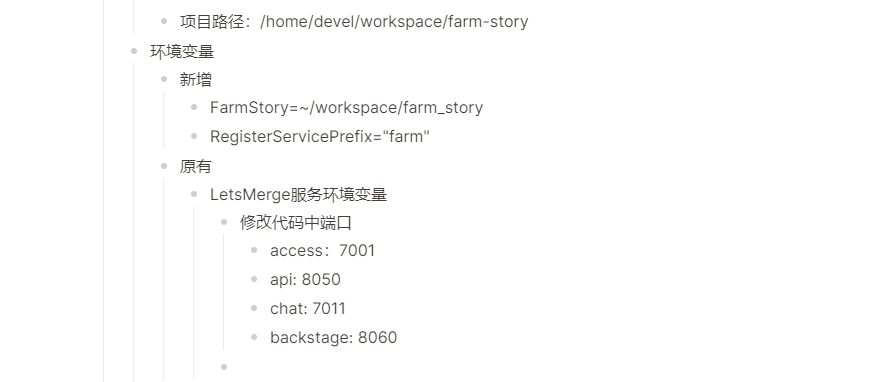 项目路径：/home/devel/workspace/farm-story
环境变量
新增
FarmStory=~/workspace/farm_story
RegisterServicePrefix="farm"
原有
LetsMerge服务环境变量
修改代码中端口
access：7001
api: 8050
chat: 7011
backstage: 8060